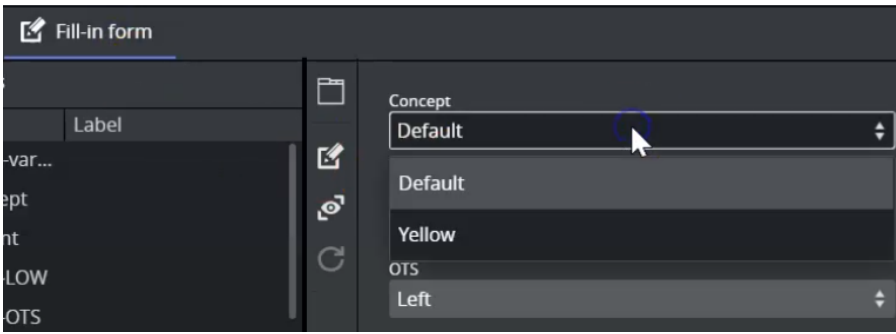 Fill-in form
s
Label
-var...
ept
nt
-LOW
-OTS
Concept
Default
Default
Yellow
OTS
Left